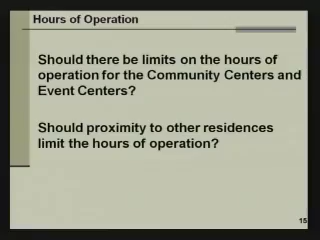 Hours of Operation
Should there be limits on the hours of
operation for the Community Centers and
Event Centers?
Should proximity to other residences
limit the hours of operation?
15